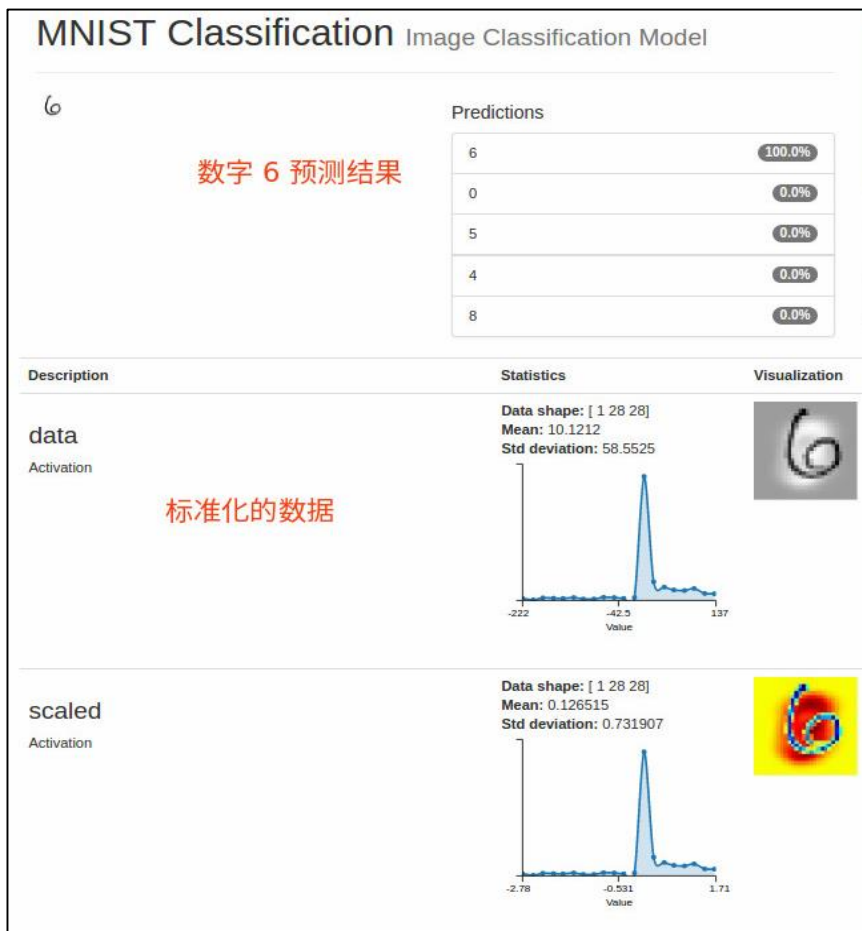 MNIST Classification Image Classification Model
6
Predictions
数字 6 预测结果
6 100.0%
0 0.0%
5 0.0%
4 0.0%
8 0.0%
Description Statistics Visualization
data
Activation
标准化的数据
Data shape: [ 1 28 28]
Mean: 10.1212
Std deviation: 58.5525
-222 -42.5 137
Value
6
scaled
Activation
Data shape: [ 1 28 28]
Mean: 0.126515
Std deviation: 0.731907
-2.78 -0.531 1.71
Value
6